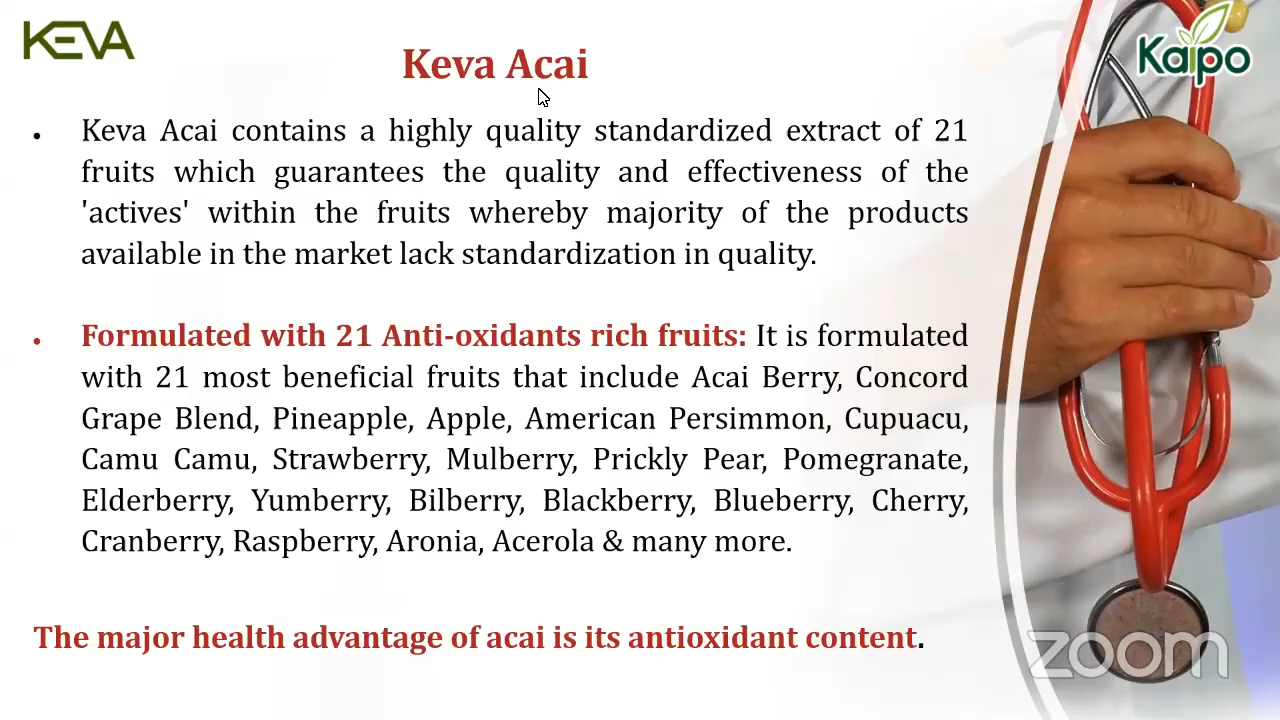 KEVA
Kaipo
Keva Acai
• Keva Acai contains a highly quality standardized extract of 21
fruits which guarantees the quality and effectiveness of the
'actives' within the fruits whereby majority of the products
available in the market lack standardization in quality.
• Formulated with 21 Anti-oxidants rich fruits: It is formulated
with 21 most beneficial fruits that include Acai Berry, Concord
Grape Blend, Pineapple, Apple, American Persimmon, Cupuacu,
Camu Camu, Strawberry, Mulberry, Prickly Pear, Pomegranate,
Elderberry, Yumberry, Bilberry, Blackberry, Blueberry, Cherry,
Cranberry, Raspberry, Aronia, Acerola & many more.
The major health advantage of acai is its antioxidant content.
zoom